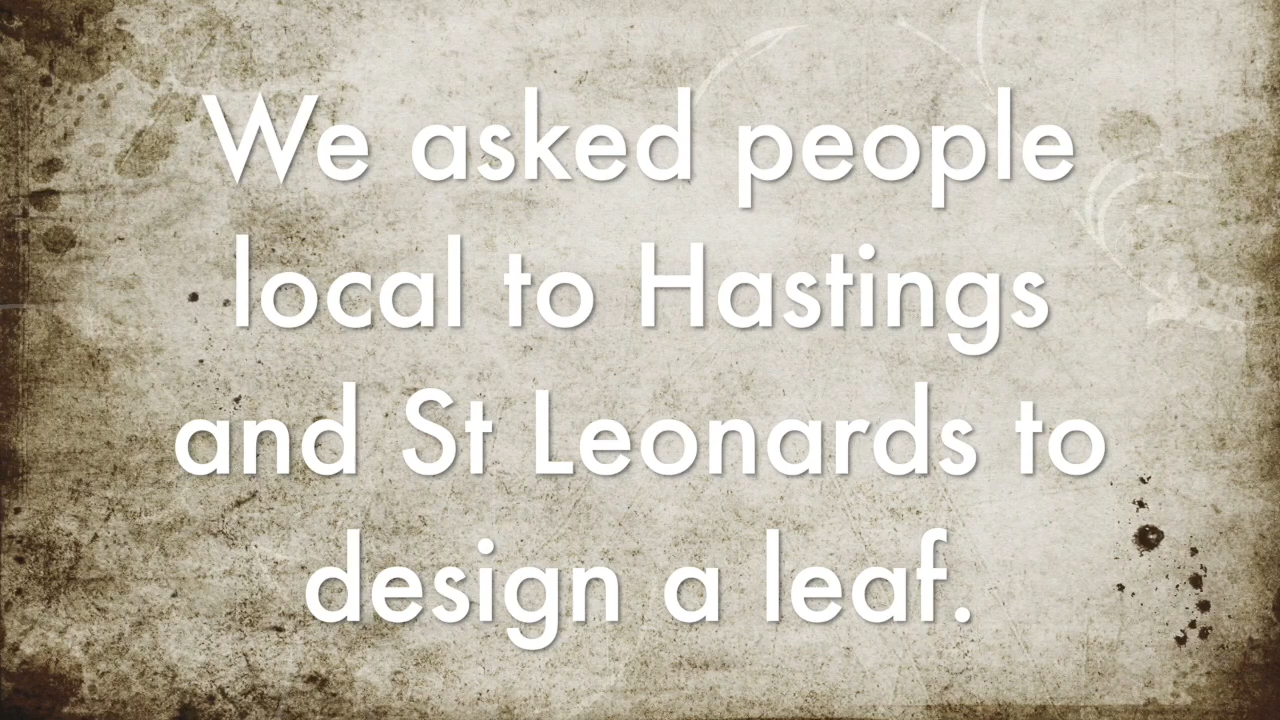 We asked people
local to Hastings
and St Leonards to
design a leaf.